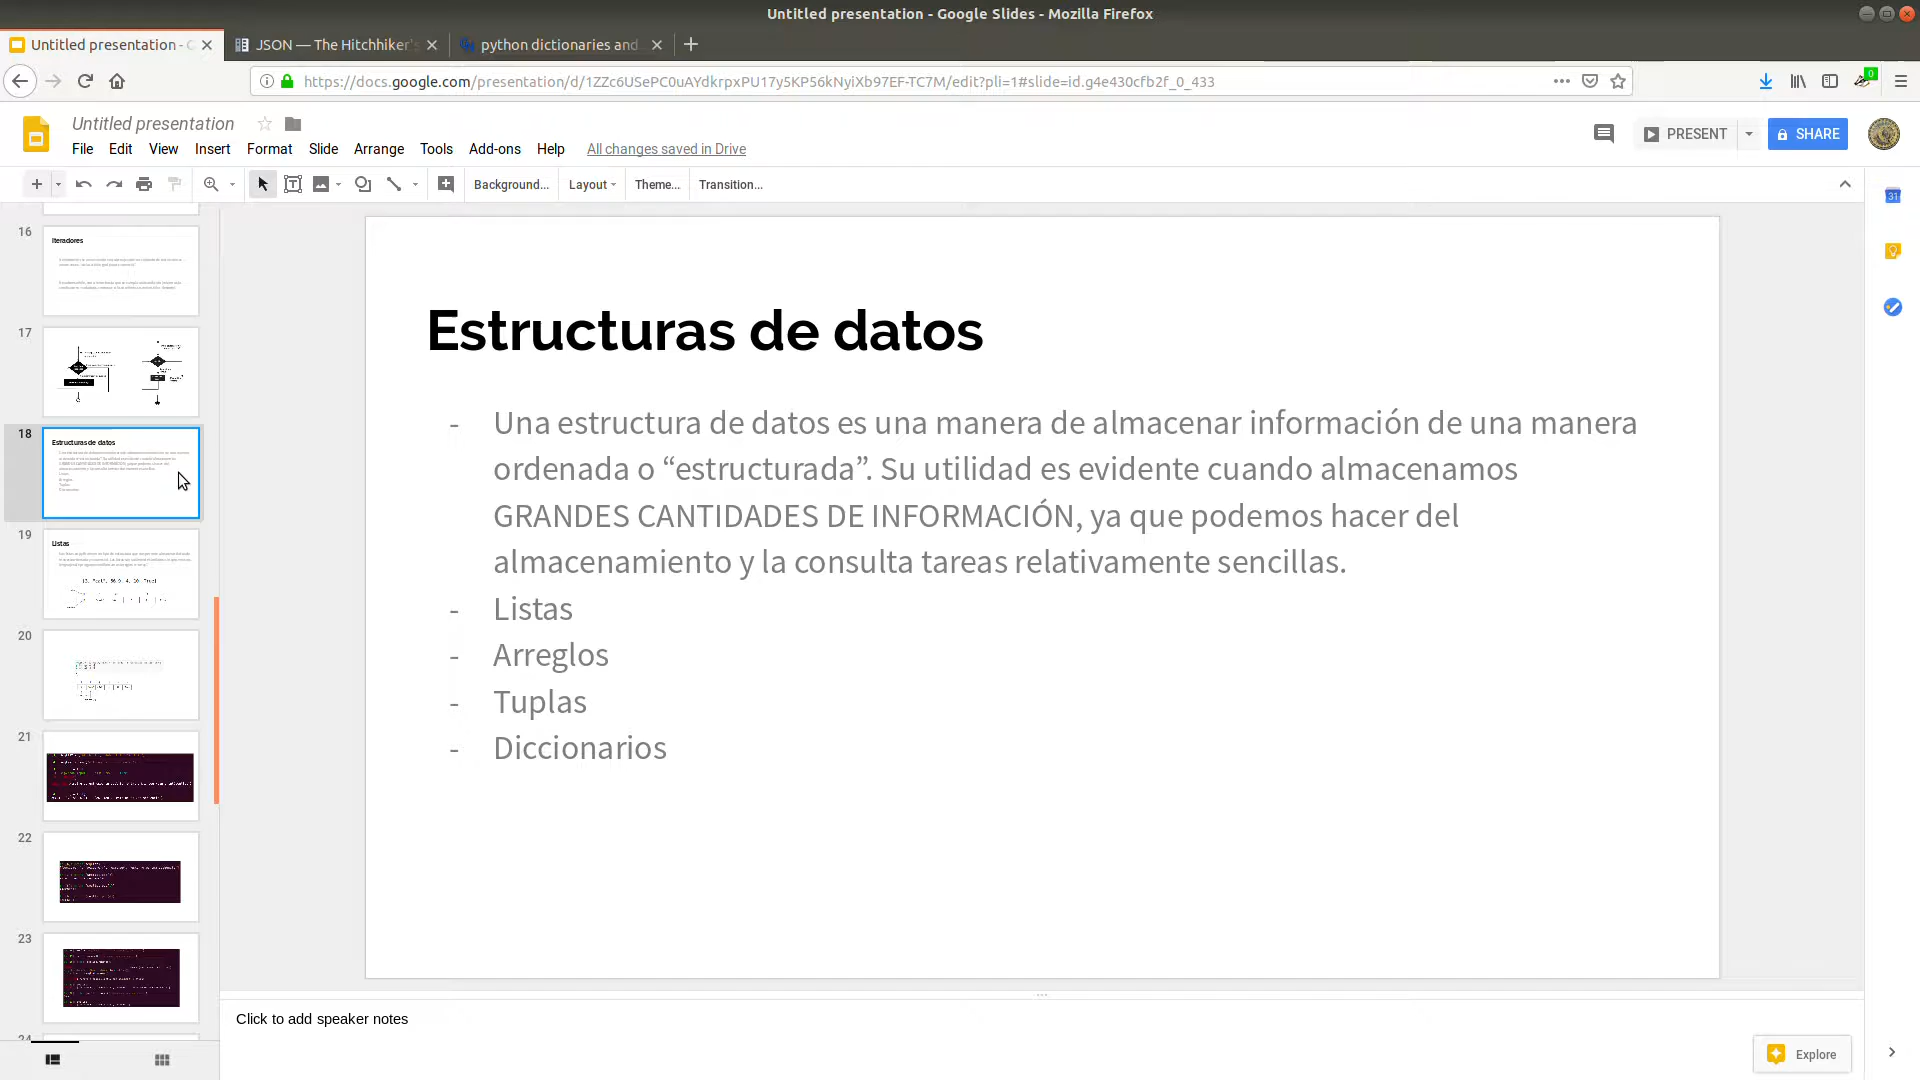 Untitled presentation - Google Slides - Mozilla Firefox
Untitled presentation - G
JSON — The Hitchhiker's
python dictionaries and
https://docs.google.com/presentation/d/1ZZc6USePC0uAYdkrpxPU17y5KP56kNyiXb97EF-TC7M/edit?pli=1#slide=id.g4e430cfb2f_0_433
0
Untitled presentation
File Edit View Insert Format Slide Arrange Tools Add-ons Help All changes saved in Drive
PRESENT
SHARE
Background... Layout Theme... Transition...
31
16
Iteradores
17
18
Estructuras de datos
19
Listas
20
21
22
23
24
Estructuras de datos
- Una estructura de datos es una manera de almacenar información de una manera
ordenada o “estructurada”. Su utilidad es evidente cuando almacenamos
GRANDES CANTIDADES DE INFORMACIÓN, ya que podemos hacer del
almacenamiento y la consulta tareas relativamente sencillas.
- Listas
- Arreglos
- Tuplas
- Diccionarios
Click to add speaker notes
Explore